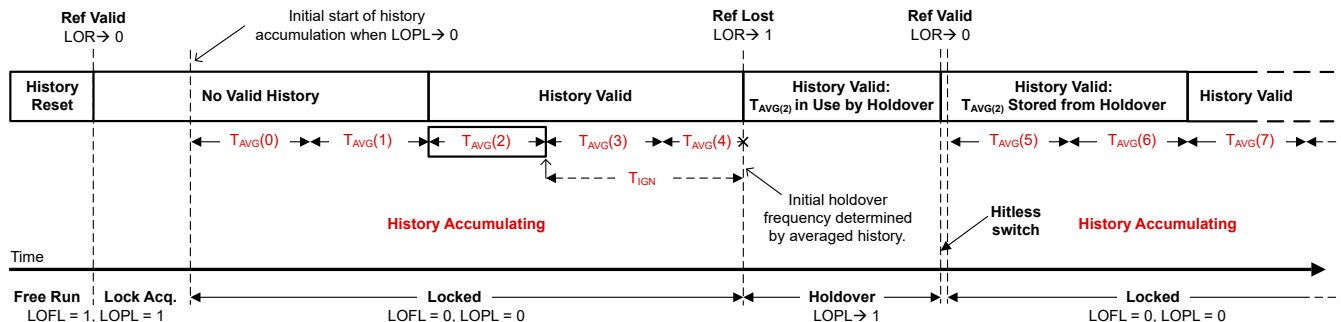 Ref Valid
LOR→ 0
Initial start of history
accumulation when LOPL→ 0
Ref Lost
LOR→ 1
Ref Valid
LOR→ 0
History
Reset
No Valid History
History Valid
History Valid:
TAVG(2) in Use by Holdover
History Valid:
TAVG(2) Stored from Holdover
History Valid
TAVG(0)
TAVG(1)
TAVG(2)
TAVG(3)
TAVG(4)
TAVG(5)
TAVG(6)
TAVG(7)
TIGN
Initial holdover
frequency determined
by averaged history.
History Accumulating
Hitless
switch
History Accumulating
Time
Free Run
LOFL = 1, LOPL = 1
Lock Acq.
Locked
LOFL = 0, LOPL = 0
Holdover
LOPL→ 1
Locked
LOFL = 0, LOPL = 0